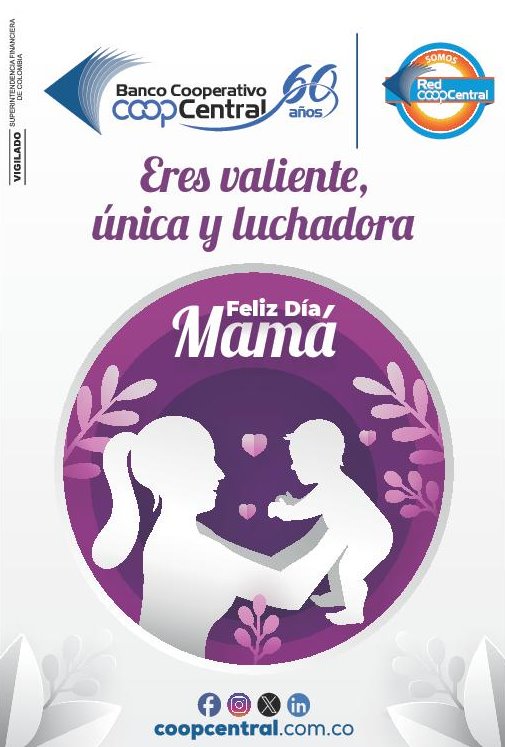 VIGILADO
SUPERINTENDENCIA FINANCIERA
DE COLOMBIA
Banco Cooperativo
coopCentral
60
años
SOMOS
Red
coopCentral
Eres valiente,
única y luchadora
Feliz Día
Mamá
coopcentral.com.co